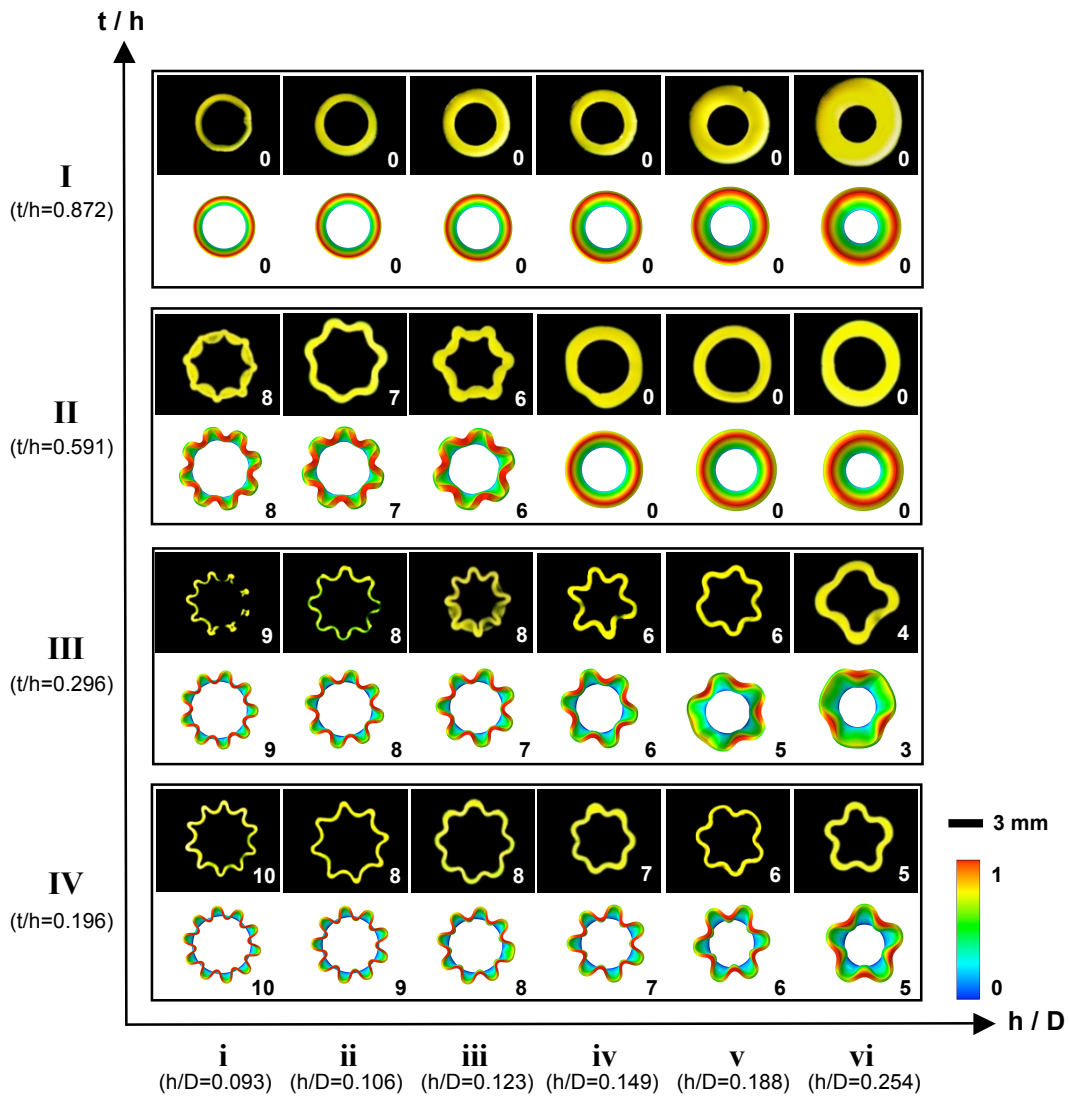 t / h
I
(t/h=0.872)
0 0 0 0 0 0
0 0 0 0 0 0
II
(t/h=0.591)
8 7 6 0 0 0
8 7 6 0 0 0
III
(t/h=0.296)
9 8 8 6 6 4
9 8 7 6 5 3
IV
(t/h=0.196)
10 8 8 7 6 5
10 9 8 7 6 5
3 mm
1
0
h / D
i ii iii iv v vi
(h/D=0.093) (h/D=0.106) (h/D=0.123) (h/D=0.149) (h/D=0.188) (h/D=0.254)